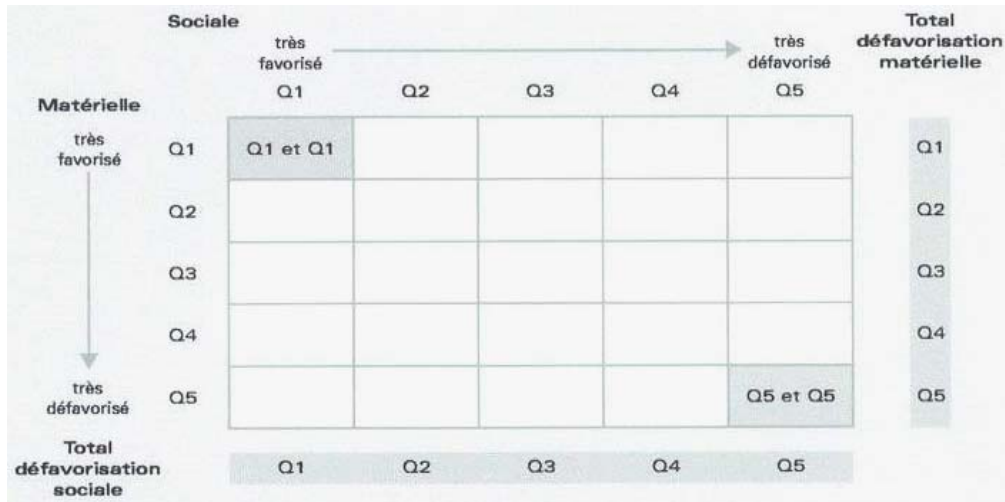 Sociale
Total
défavorisation
matérielle
très
favorisé
très
défavorisé
Q1 Q2 Q3 Q4 Q5
Matérielle
très
favorisé
Q1 Q1 et Q1 Q1
Q2 Q2
Q3 Q3
Q4 Q4
très
défavorisé
Q5 Q5 et Q5 Q5
Total
défavorisation
sociale
Q1 Q2 Q3 Q4 Q5